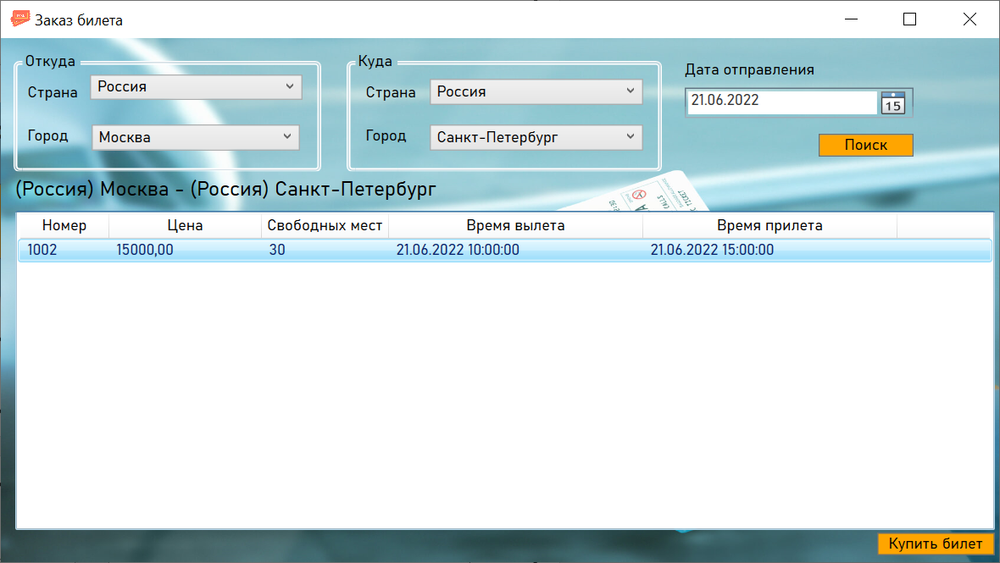 Заказ билета
Откуда
Куда
Дата отправления
Страна Россия
Страна Россия
21.06.2022 15
Город Москва
Город Санкт-Петербург
Поиск
(Россия) Москва - (Россия) Санкт-Петербург
Номер Цена Свободных мест Время вылета Время прилета
1002 15000,00 30 21.06.2022 10:00:00 21.06.2022 15:00:00
Купить билет